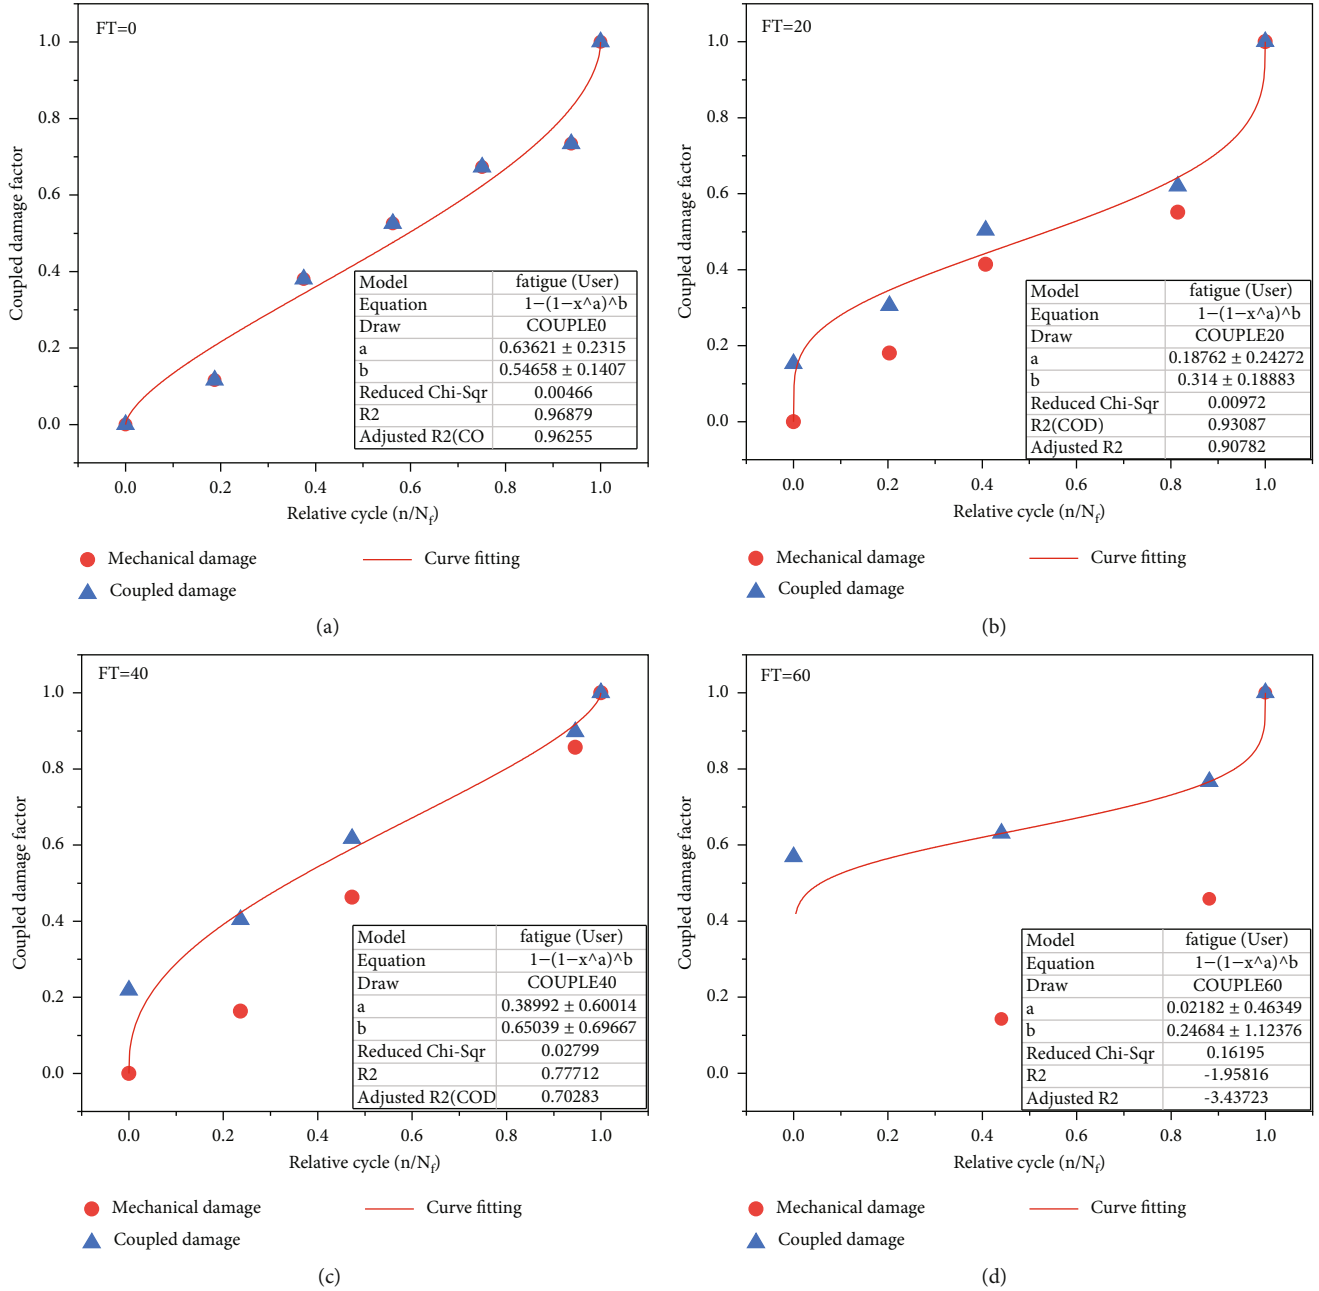 FT=0
Coupled damage factor
1.0
0.8
0.6
0.4
0.2
0.0
Model fatigue (User)
Equation 1−(1−x^a)^b
Draw COUPLE0
a 0.63621 ± 0.2315
b 0.54658 ± 0.1407
Reduced Chi-Sqr 0.00466
R2 0.96879
Adjusted R2(CO 0.96255
0.0 0.2 0.4 0.6 0.8 1.0
Relative cycle (n/Nf)
Mechanical damage Curve fitting
Coupled damage
(a)
FT=20
Coupled damage factor
1.0
0.8
0.6
0.4
0.2
0.0
Model fatigue (User)
Equation 1−(1−x^a)^b
Draw COUPLE20
a 0.18762 ± 0.24272
b 0.314 ± 0.18883
Reduced Chi-Sqr 0.00972
R2(COD) 0.93087
Adjusted R2 0.90782
0.0 0.2 0.4 0.6 0.8 1.0
Relative cycle (n/Nf)
Mechanical damage Curve fitting
Coupled damage
(b)
FT=40
Coupled damage factor
1.0
0.8
0.6
0.4
0.2
0.0
Model fatigue (User)
Equation 1−(1−x^a)^b
Draw COUPLE40
a 0.38992 ± 0.60014
b 0.65039 ± 0.69667
Reduced Chi-Sqr 0.02799
R2 0.77712
Adjusted R2(COD 0.70283
0.0 0.2 0.4 0.6 0.8 1.0
Relative cycle (n/Nf)
Mechanical damage Curve fitting
Coupled damage
(c)
FT=60
Coupled damage factor
1.0
0.8
0.6
0.4
0.2
0.0
Model fatigue (User)
Equation 1−(1−x^a)^b
Draw COUPLE60
a 0.02182 ± 0.46349
b 0.24684 ± 1.12376
Reduced Chi-Sqr 0.16195
R2 -1.95816
Adjusted R2 -3.43723
0.0 0.2 0.4 0.6 0.8 1.0
Relative cycle (n/Nf)
Mechanical damage Curve fitting
Coupled damage
(d)